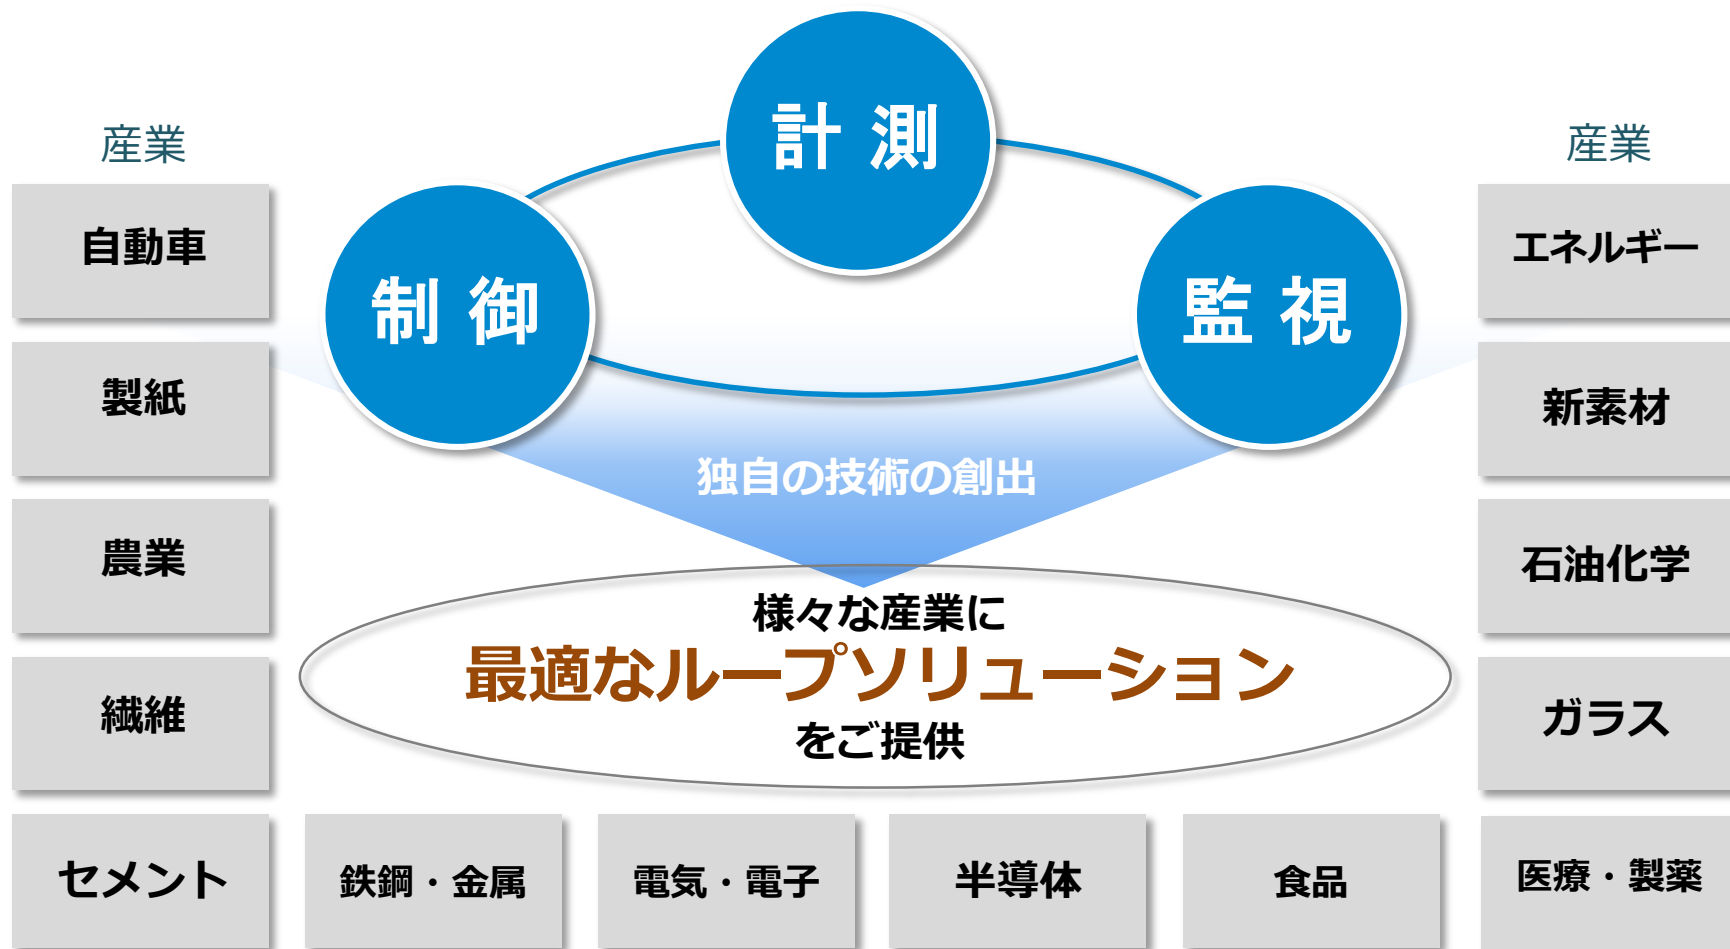 計 測
産業
産業
制 御
監 視
自動車
エネルギー
製紙
新素材
独自の技術の創出
農業
石油化学
様々な産業に
最適なループソリューション
をご提供
繊維
ガラス
セメント
鉄鋼・金属
電気・電子
半導体
食品
医療・製薬